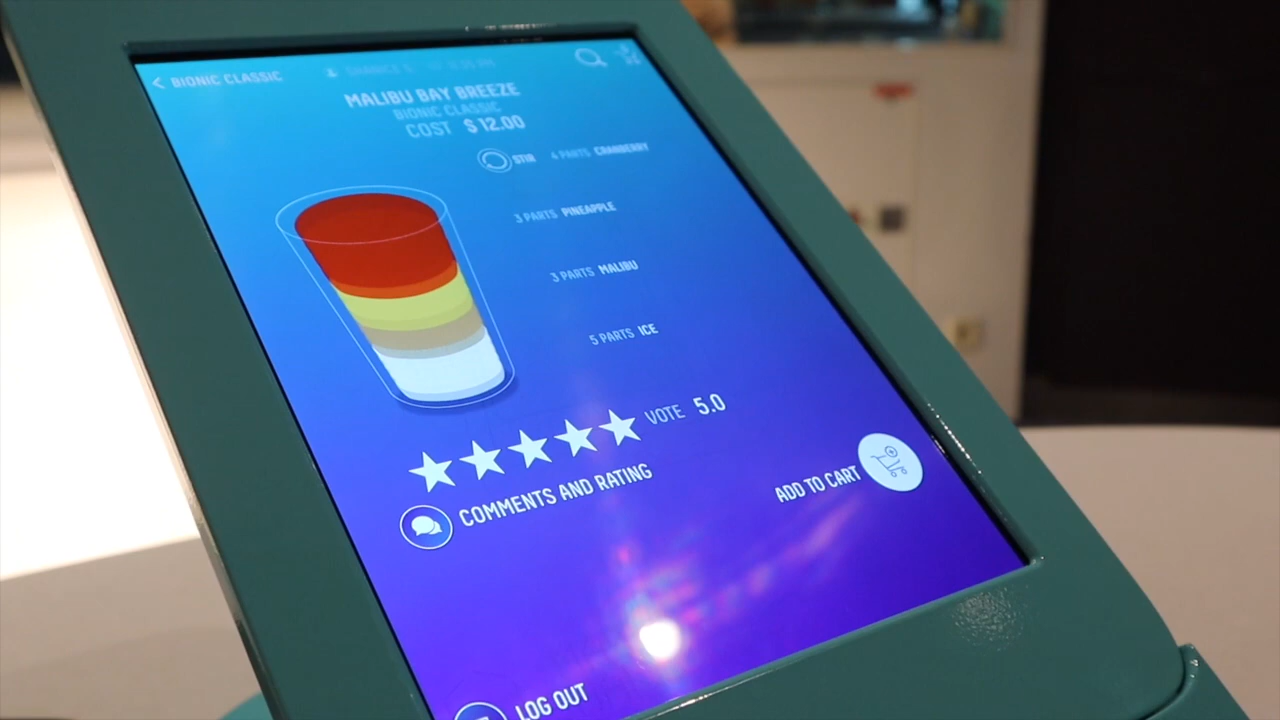 < BIONIC CLASSIC
MALIBU BAY BREEZE
BIONIC CLASSIC
COST $ 12.00
STIR 4 PARTS CRANBERRY
3 PARTS PINEAPPLE
3 PARTS MALIBU
5 PARTS ICE
VOTE 5.0
COMMENTS AND RATING
ADD TO CART
LOG OUT